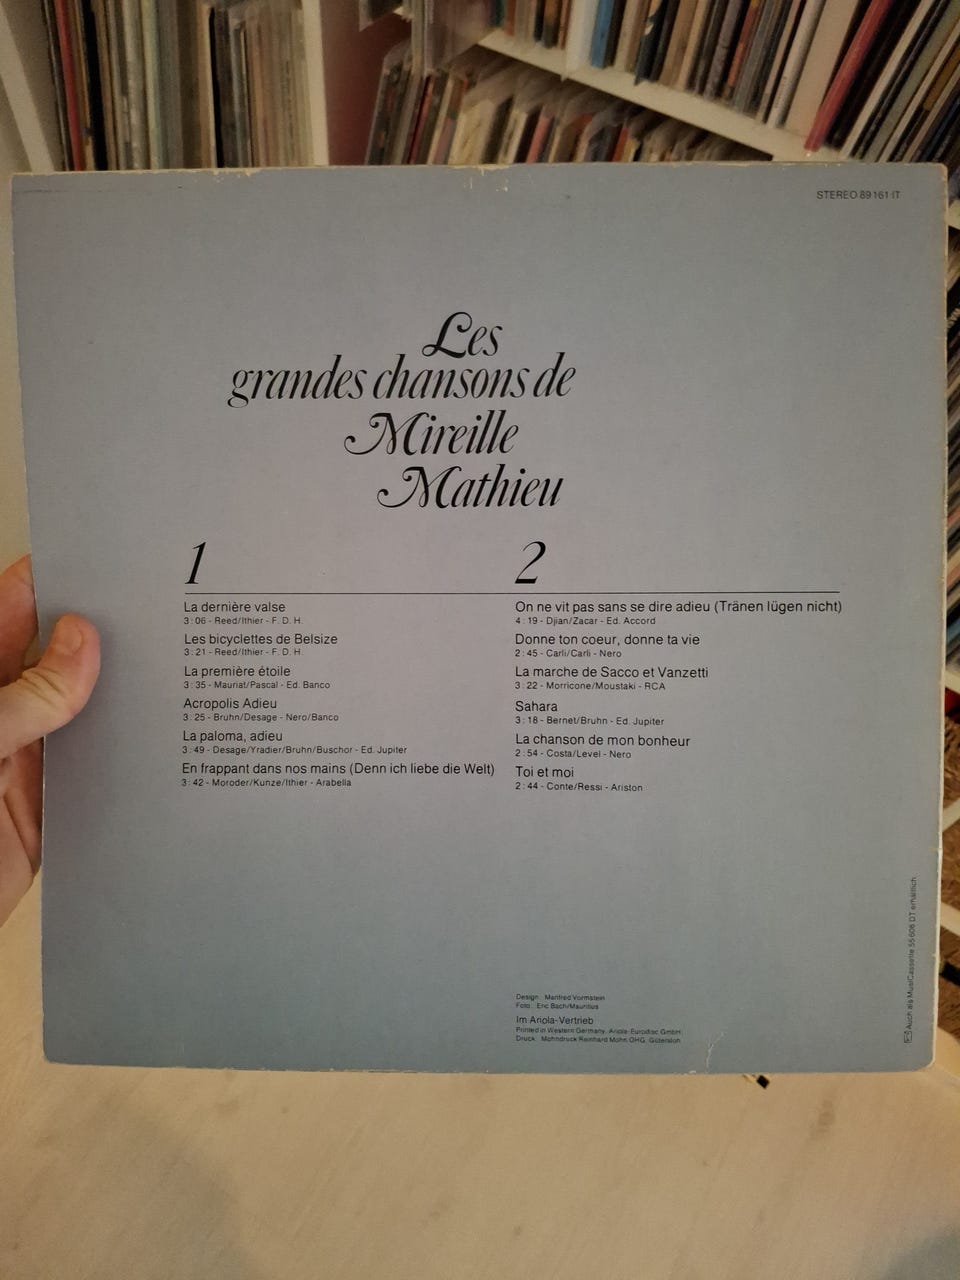 STEREO 89 161 IT
Les
grandes chansons de
Mireille
Mathieu
1
La dernière valse
3:06 - Reed/Ithier - F. D. H.
Les bicyclettes de Belsize
3:21 - Reed/Ithier - F. D. H.
La première étoile
3:35 - Mauriat/Pascal - Ed. Banco
Acropolis Adieu
3:25 - Bruhn/Desage - Nero/Banco
La paloma, adieu
3:49 - Desage/Yradier/Bruhn/Buschor - Ed. Jupiter
En frappant dans nos mains (Denn ich liebe die Welt)
3:42 - Moroder/Kunze/Ithier - Arabella
2
On ne vit pas sans se dire adieu (Tränen lügen nicht)
4:19 - Djian/Zacar - Ed. Accord
Donne ton coeur, donne ta vie
2:45 - Carli/Carli - Nero
La marche de Sacco et Vanzetti
3:22 - Morricone/Moustaki - RCA
Sahara
3:18 - Bernet/Bruhn - Ed. Jupiter
La chanson de mon bonheur
2:54 - Costa/Level - Nero
Toi et moi
2:44 - Conte/Ressi - Ariston
Design: Manfred Vormstein
Foto: Eric Bach/Mauritius
Im Ariola-Vertrieb
Printed in Western Germany, Ariola-Eurodisc GmbH
Druck: Mohndruck Reinhard Mohn OHG, Gütersloh
Auch als MusiCassette 55 608 DT erhältlich